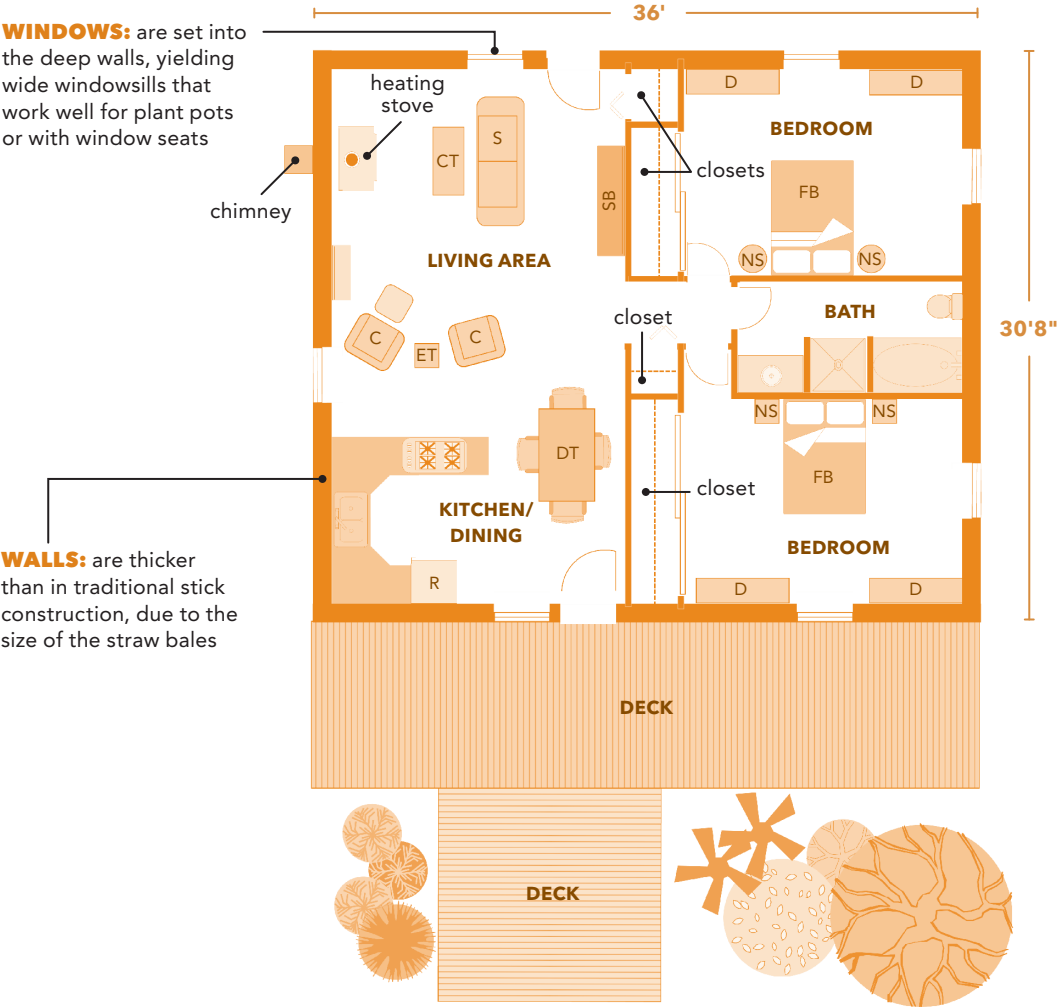 36'
WINDOWS: are set into
the deep walls, yielding
wide windowsills that
work well for plant pots
or with window seats
heating
stove
chimney
CT
S
SB
LIVING AREA
C
ET
C
closets
D
D
BEDROOM
FB
NS
NS
BATH
30'8"
closet
NS
NS
FB
DT
closet
KITCHEN/
DINING
R
BEDROOM
D
D
WALLS: are thicker
than in traditional stick
construction, due to the
size of the straw bales
DECK
DECK